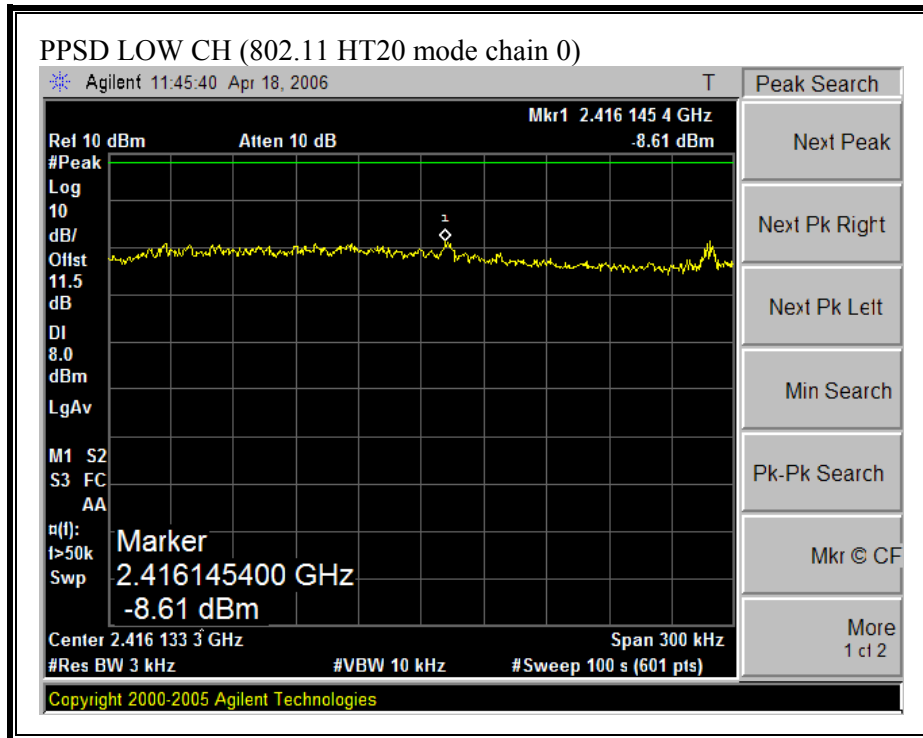 PPSD LOW CH (802.11 HT20 mode chain 0)
Agilent 11:45:40 Apr 18, 2006 T
Peak Search
Mkr1 2.416 145 4 GHz
Ref 10 dBm Atten 10 dB -8.61 dBm
#Peak
Log
10
dB/
Offst
11.5
dB
DI
8.0
dBm
LgAv
M1 S2
S3 FC
AA
¤(f):
f>50k
Swp
1
Marker
2.416145400 GHz
-8.61 dBm
Center 2.416 133 3 GHz Span 300 kHz
#Res BW 3 kHz #VBW 10 kHz #Sweep 100 s (601 pts)
Copyright 2000-2005 Agilent Technologies
Next Peak
Next Pk Right
Next Pk Left
Min Search
Pk-Pk Search
Mkr © CF
More
1 of 2